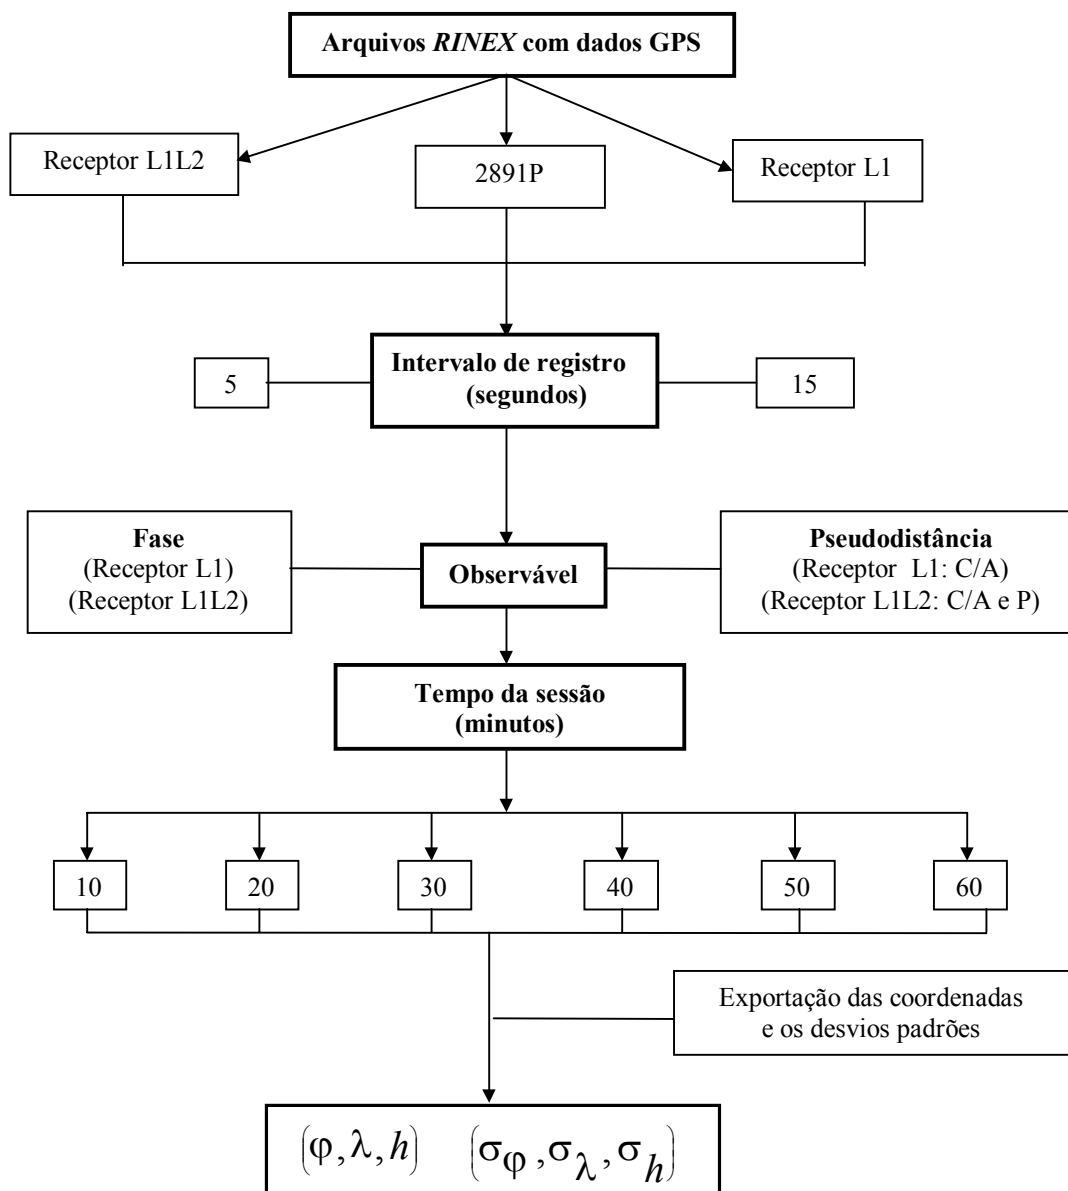 Arquivos RINEX com dados GPS
Receptor L1L2
2891P
Receptor L1
Intervalo de registro
(segundos)
5
15
Fase
(Receptor L1)
(Receptor L1L2)
Observável
Pseudodistância
(Receptor L1: C/A)
(Receptor L1L2: C/A e P)
Tempo da sessão
(minutos)
10
20
30
40
50
60
Exportação das coordenadas
e os desvios padrões
(φ, λ, h) (σφ, σλ, σh)